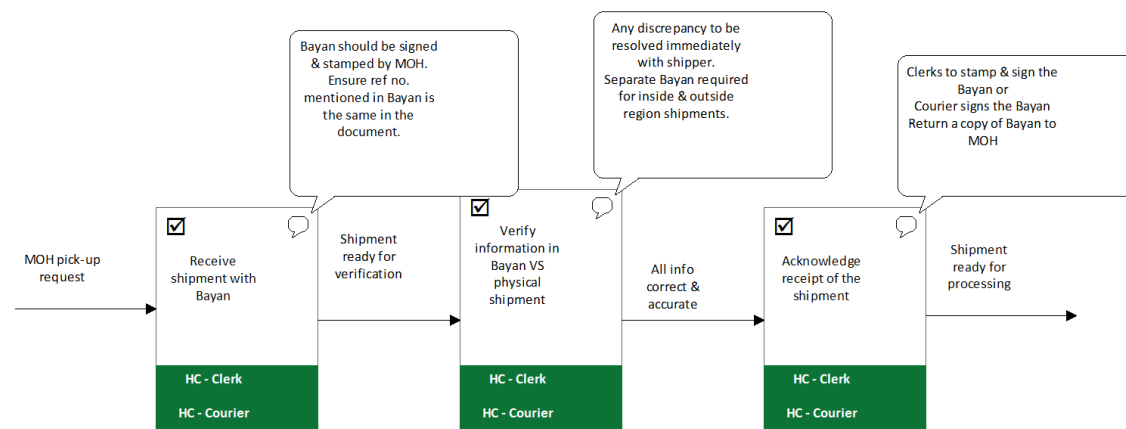 Bayan should be signed
& stamped by MOH.
Ensure ref no.
mentioned in Bayan is
the same in the
document.
Any discrepancy to be
resolved immediately
with shipper.
Separate Bayan required
for inside & outside
region shipments.
Clerks to stamp & sign the
Bayan or
Courier signs the Bayan
Return a copy of Bayan to
MOH
MOH pick-up
request
Receive
shipment with
Bayan
HC - Clerk
HC - Courier
Shipment
ready for
verification
Verify
information in
Bayan VS
physical
shipment
HC - Clerk
HC - Courier
All info
correct &
accurate
Acknowledge
receipt of the
shipment
HC - Clerk
HC - Courier
Shipment
ready for
processing